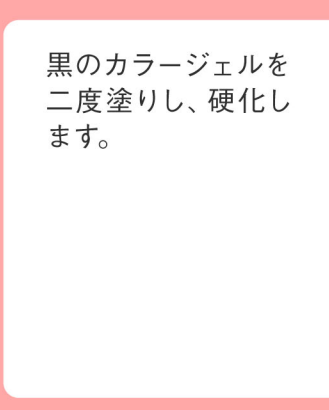 黒のカラージェルを
二度塗りし、硬化し
ます。